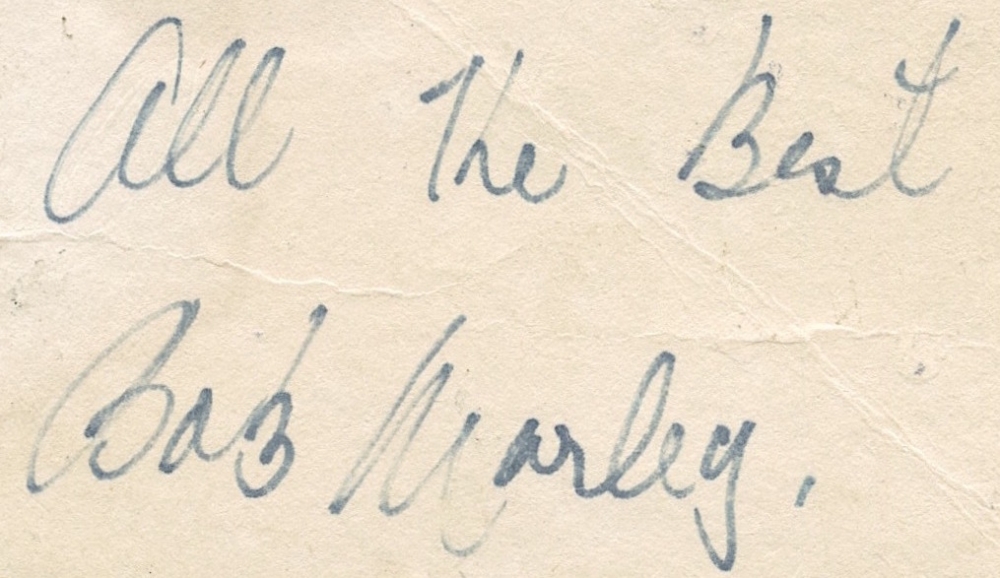 All The Best
Bob Marley.